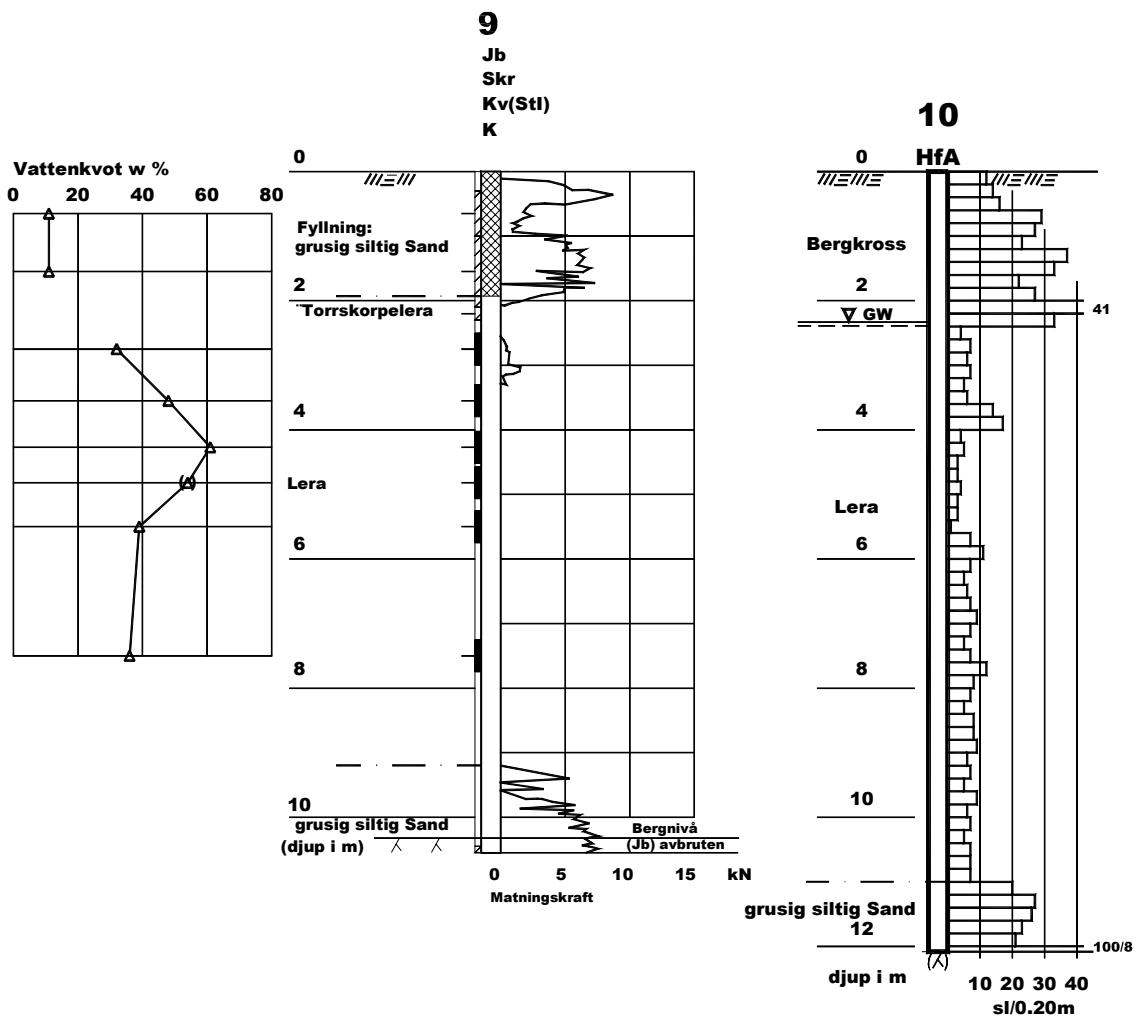 9
Jb
Skr
Kv(StI)
K
10
HfA
Vattenkvot w %
0 20 40 60 80
0
Fyllning:
grusig siltig Sand
2
Torrskorpelera
4
Lera
6
8
10
grusig siltig Sand
(djup i m)
Bergnivå
(Jb) avbruten
0 5 10 15 kN
Matningskraft
0
Bergkross
2
GW
41
4
Lera
6
8
10
grusig siltig Sand
12
100/8
djup i m
10 20 30 40
sl/0.20m